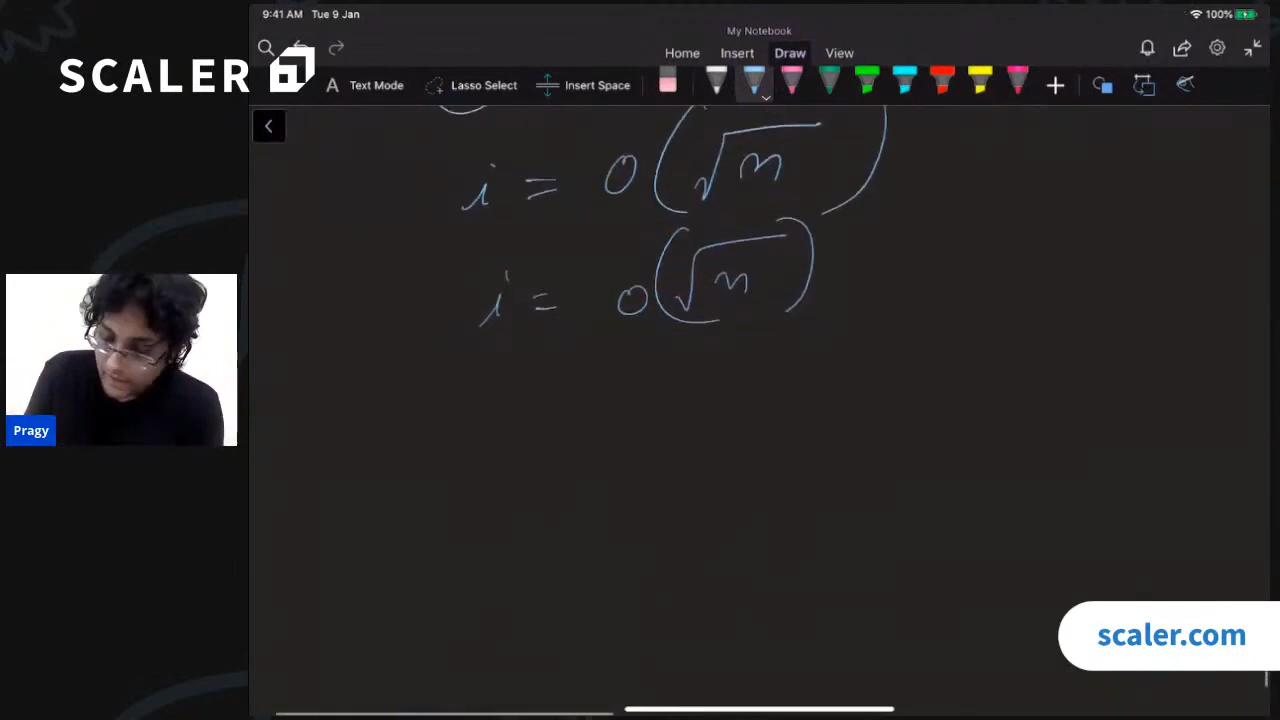 9:41 AM Tue 9 Jan
100%
My Notebook
SCALER
Home Insert Draw View
A Text Mode Lasso Select Insert Space
i = O(√n)
i = O(√n)
Pragy
scaler.com